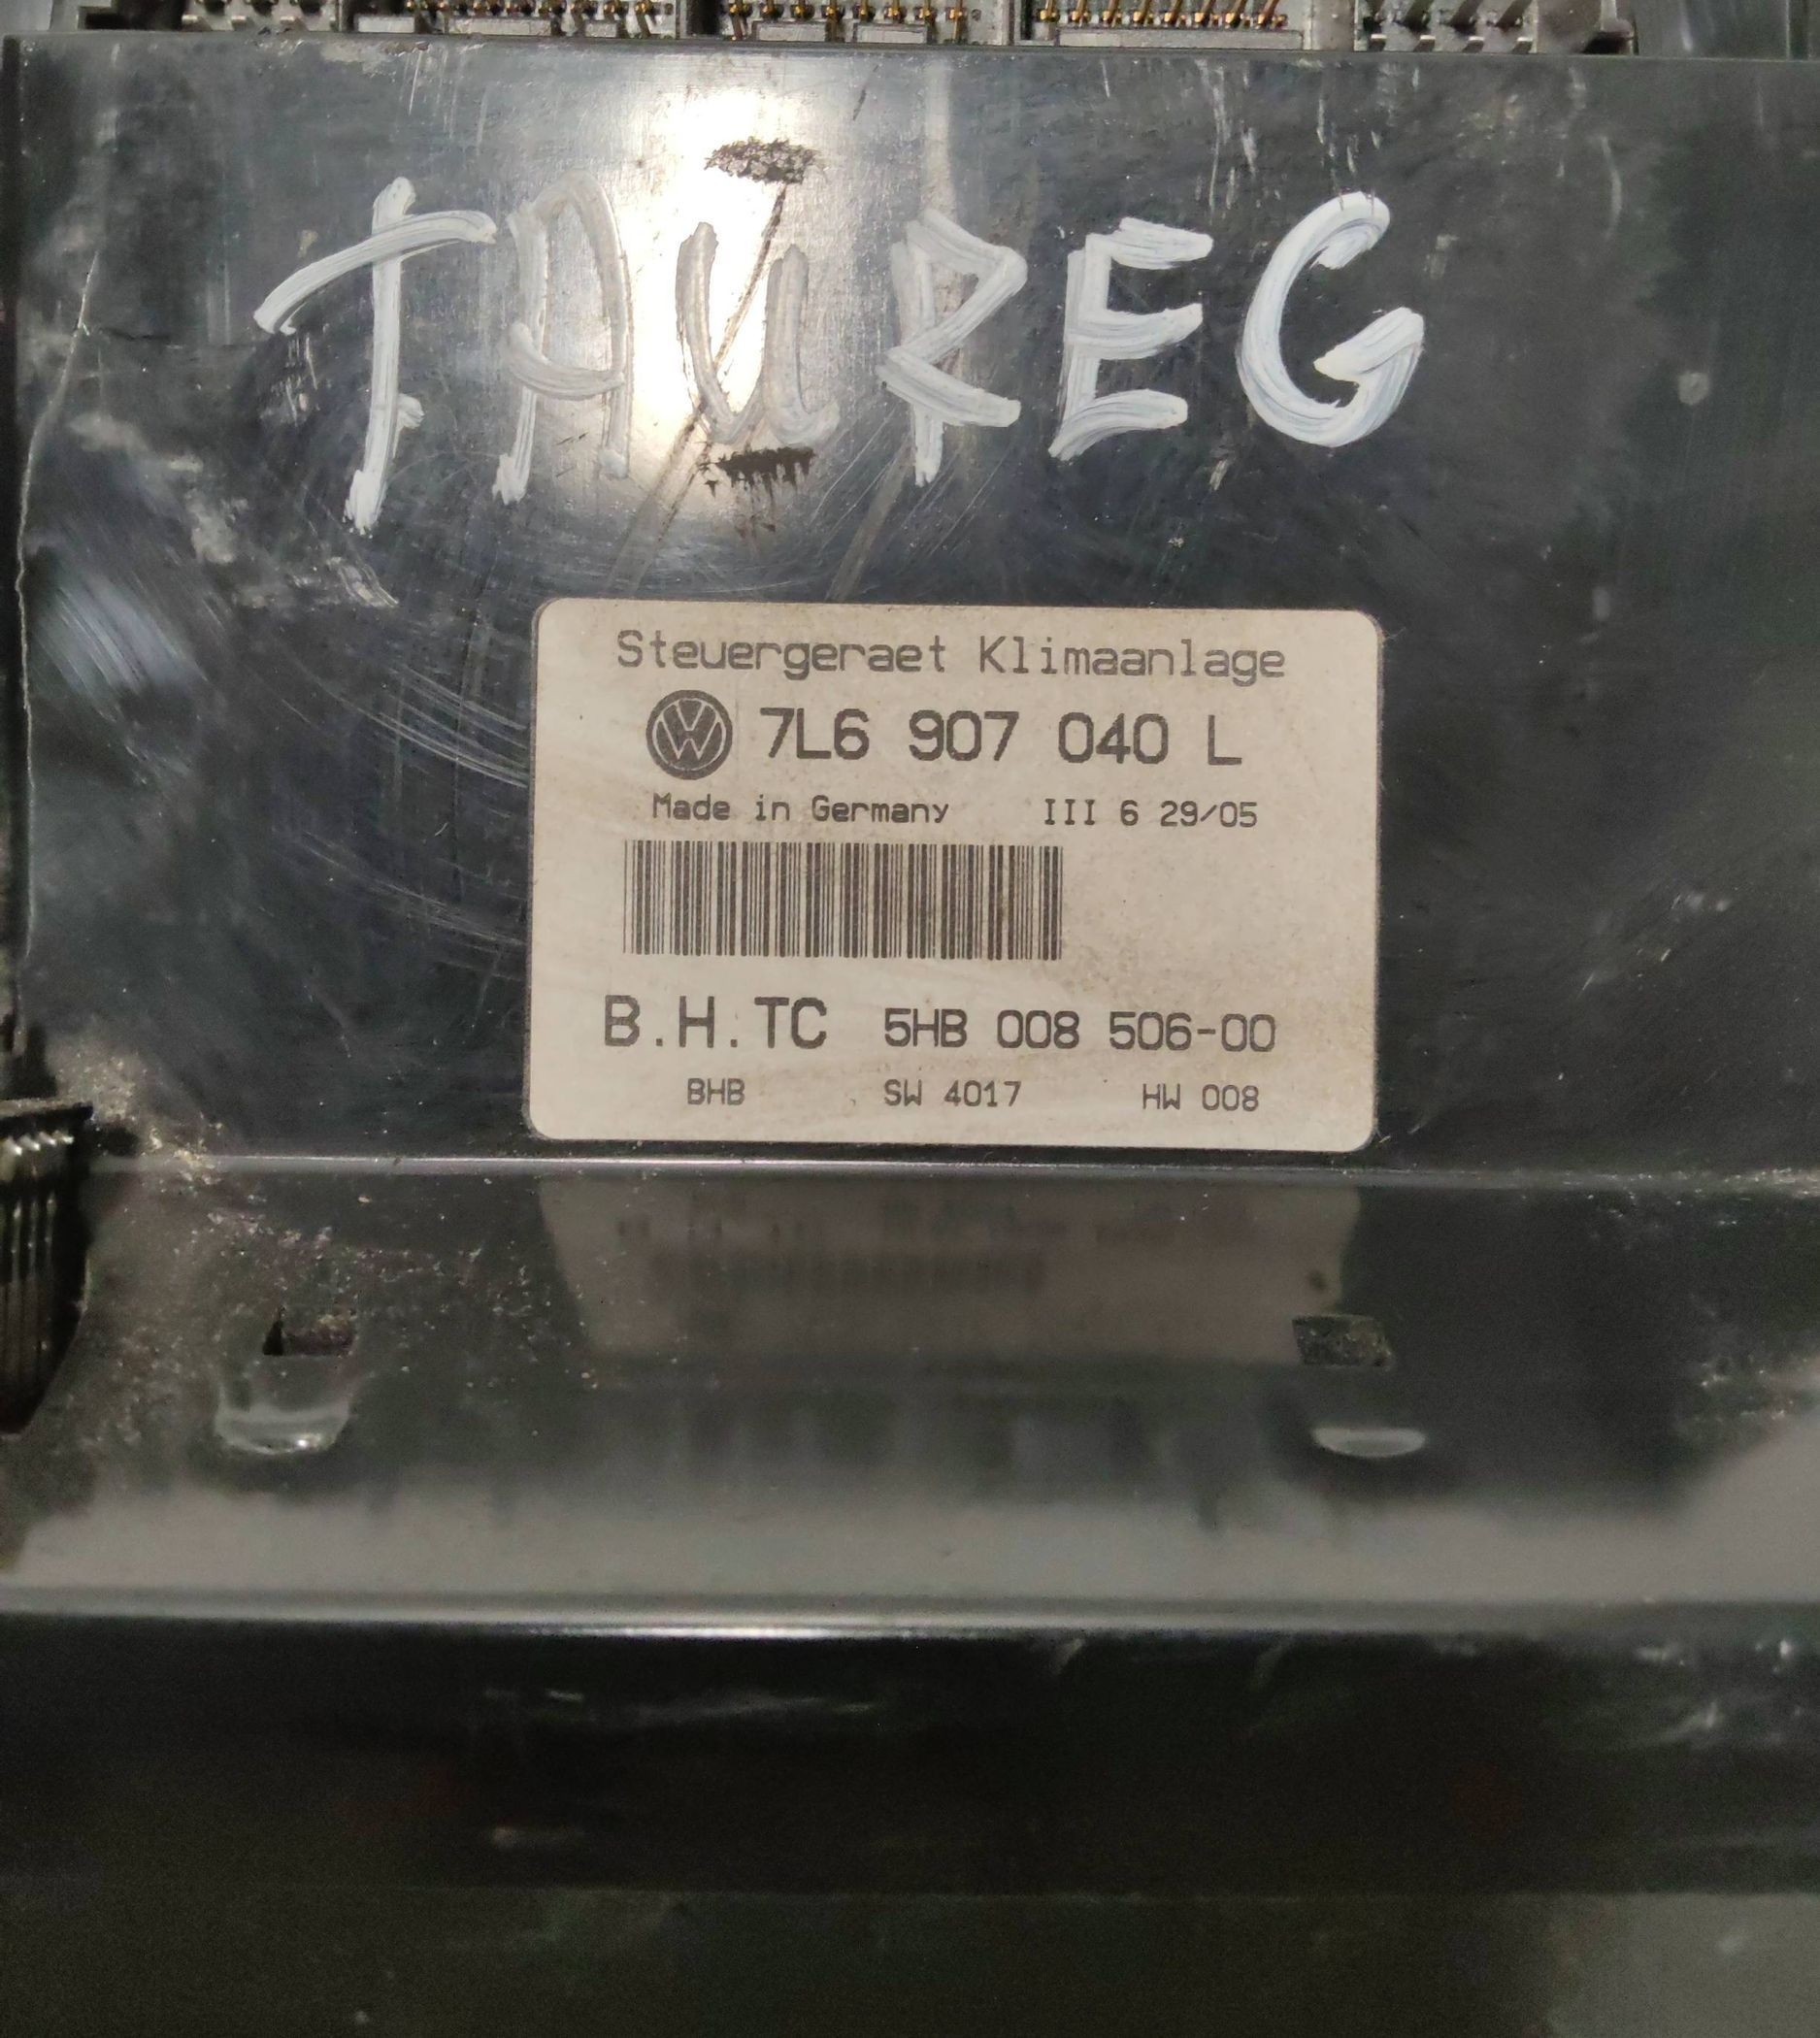 TAUREG
Steuergeraet Klimaanlage
7L6 907 040 L
Made in Germany III 6 29/05
B.H.TC 5HB 008 506-00
BHB SW 4017 HW 008